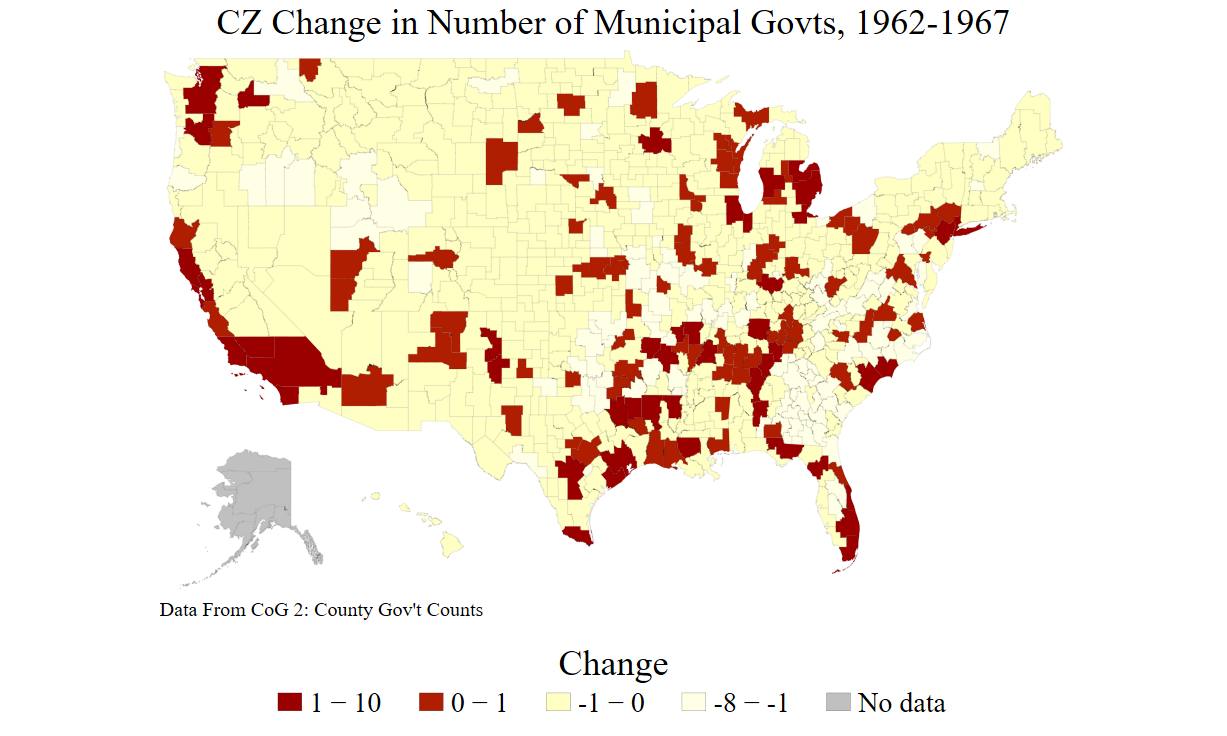 CZ Change in Number of Municipal Govts, 1962-1967
Data From CoG 2: County Gov't Counts
Change
1 − 10
0 − 1
-1 − 0
-8 − -1
No data